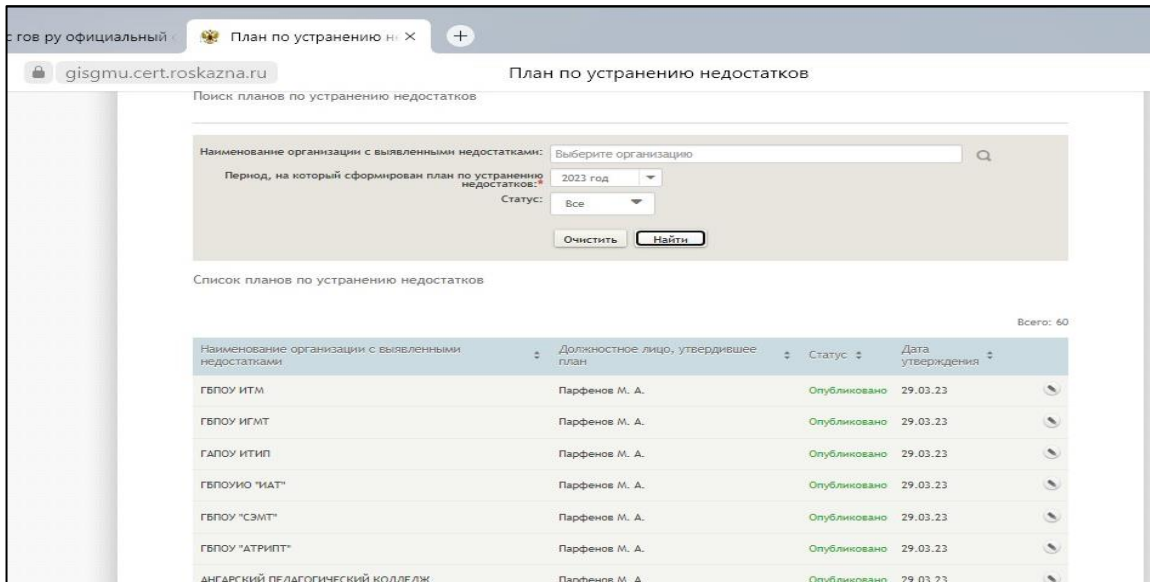 с гов ру официальный с
План по устранению не
gisgmu.cert.roskazna.ru
План по устранению недостатков
Поиск планов по устранению недостатков
Наименование организации с выявленными недостатками:
Выберите организацию
Период, на который сформирован план по устранению
недостатков:*
2023 год
Статус:
Все
Очистить
Найти
Список планов по устранению недостатков
Всего: 60
Наименование организации с выявленными
недостатками
Должностное лицо, утвердившее
план
Статус
Дата
утверждения
ГБПОУ ИТМ Парфенов М. А. Опубликовано 29.03.23
ГБПОУ ИГМТ Парфенов М. А. Опубликовано 29.03.23
ГАПОУ ИТИП Парфенов М. А. Опубликовано 29.03.23
ГБПОУИО "ИАТ" Парфенов М. А. Опубликовано 29.03.23
ГБПОУ "СЭМТ" Парфенов М. А. Опубликовано 29.03.23
ГБПОУ "АТРИПТ" Парфенов М. А. Опубликовано 29.03.23
АНГАРСКИЙ ПЕДАГОГИЧЕСКИЙ КОЛЛЕДЖ Парфенов М. А. Опубликовано 29.03.23